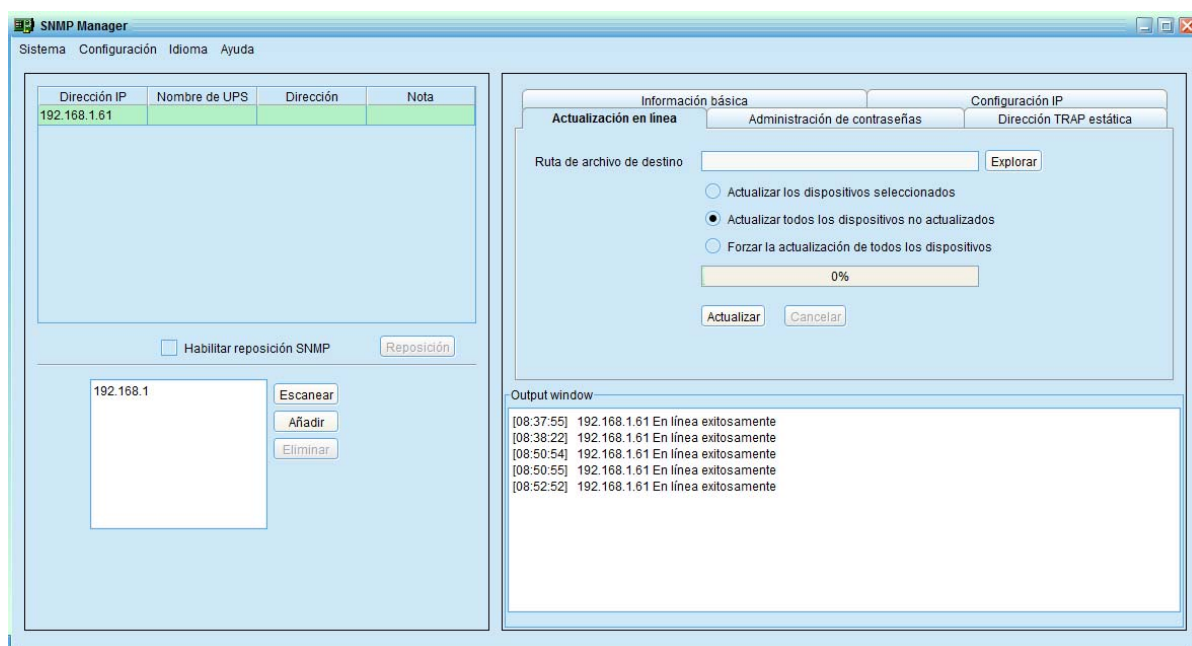 SNMP Manager
Sistema Configuración Idioma Ayuda
Dirección IP Nombre de UPS Dirección Nota
192.168.1.61
Habilitar reposición SNMP Reposición
192.168.1
Escanear
Añadir
Eliminar
Información básica Configuración IP
Actualización en línea Administración de contraseñas Dirección TRAP estática
Ruta de archivo de destino Explorar
Actualizar los dispositivos seleccionados
Actualizar todos los dispositivos no actualizados
Forzar la actualización de todos los dispositivos
0%
Actualizar Cancelar
Output window
[08:37:55] 192.168.1.61 En línea exitosamente
[08:38:22] 192.168.1.61 En línea exitosamente
[08:50:54] 192.168.1.61 En línea exitosamente
[08:50:55] 192.168.1.61 En línea exitosamente
[08:52:52] 192.168.1.61 En línea exitosamente